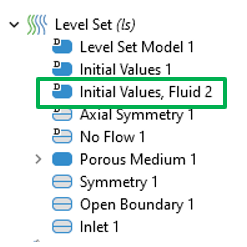 Level Set (ls)
D Level Set Model 1
D Initial Values 1
D Initial Values, Fluid 2
D Axial Symmetry 1
D No Flow 1
Porous Medium 1
Symmetry 1
Open Boundary 1
Inlet 1